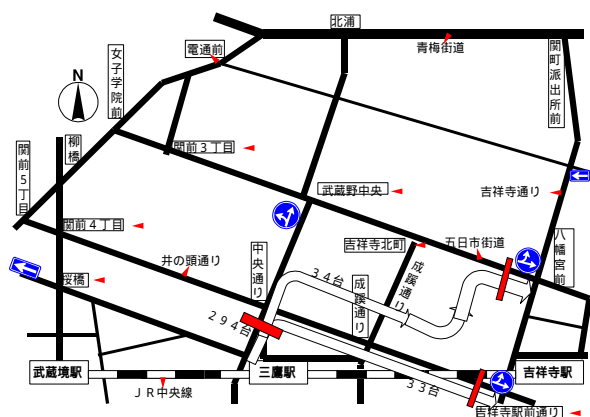 北浦
青梅街道
電通前
女子学院前
関町派出所前
N
柳橋
関前３丁目
関前５丁目
武蔵野中央
吉祥寺通り
関前４丁目
吉祥寺北町
五日市街道
八幡宮前
中央通り
井の頭通り
成蹊通り
成蹊通り
桜橋
３４台
２９４台
３３台
武蔵境駅
三鷹駅
吉祥寺駅
ＪＲ中央線
吉祥寺駅前通り